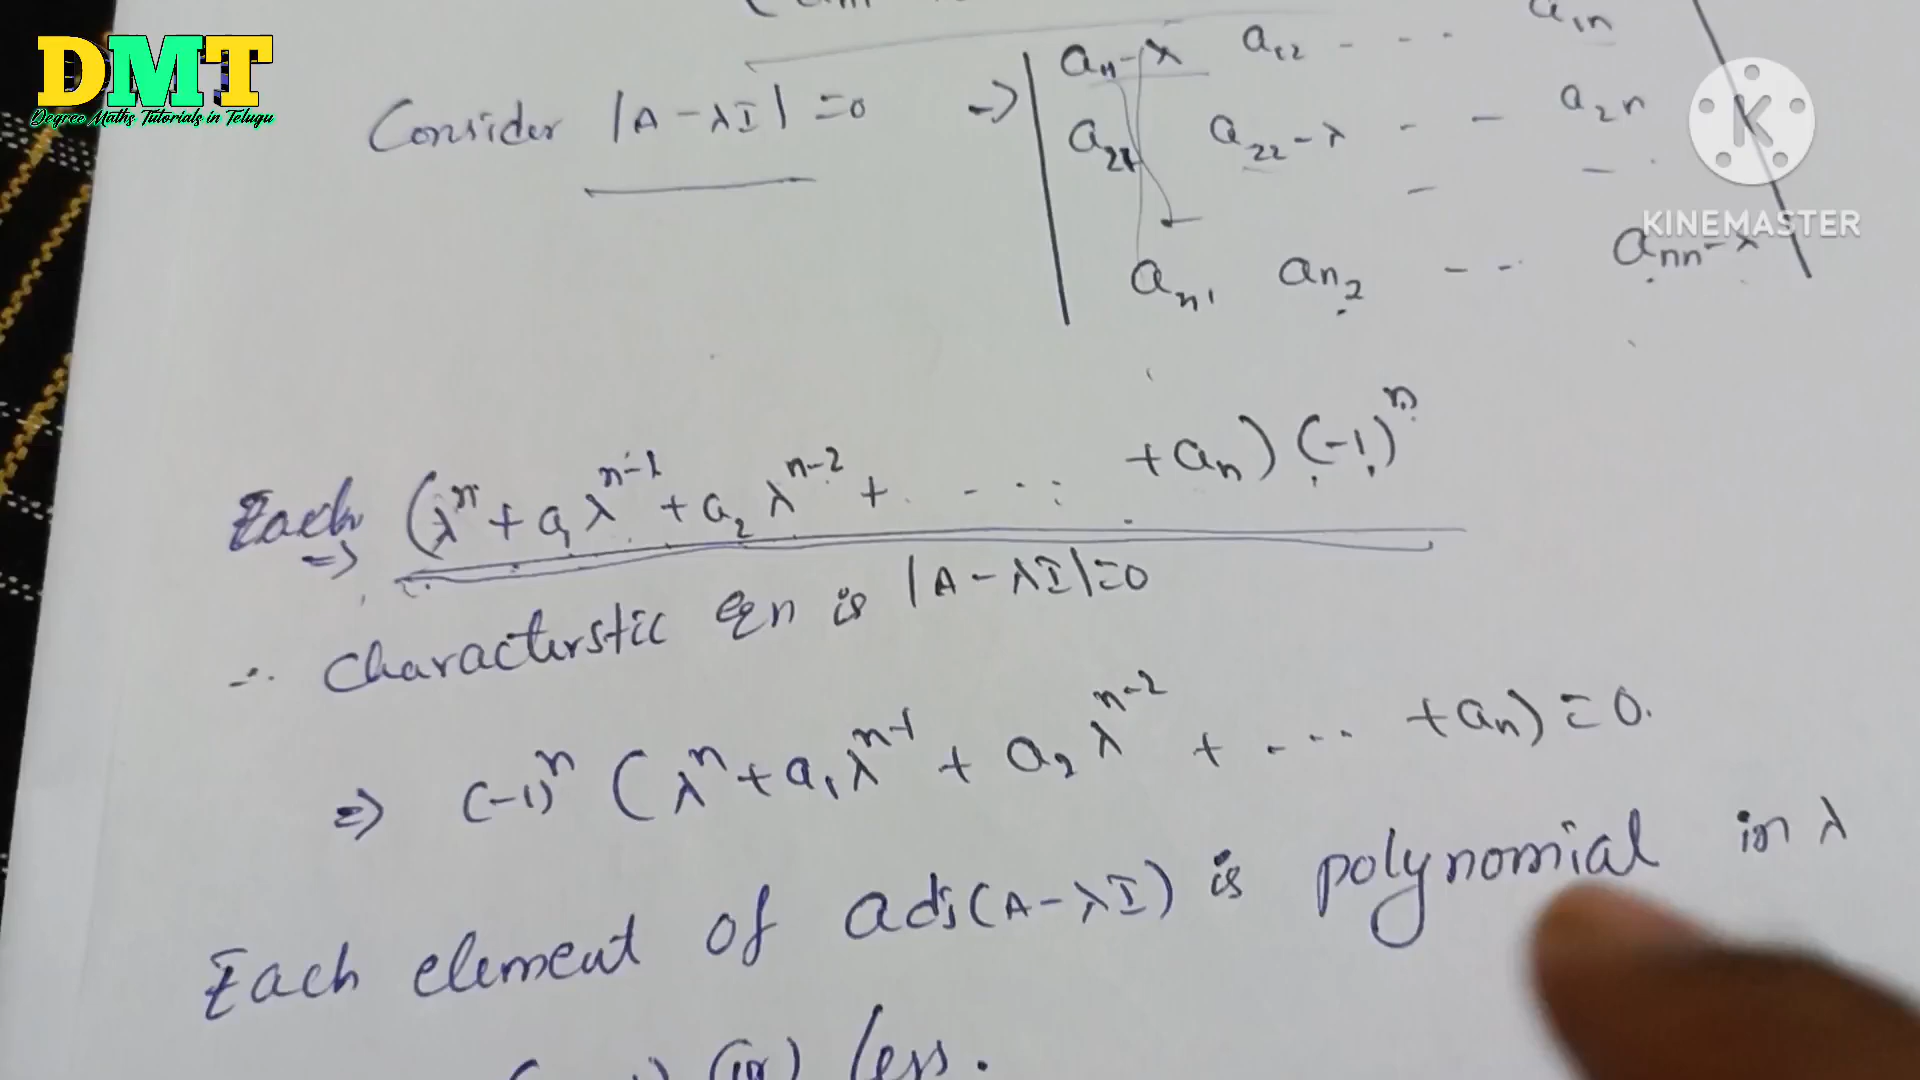 DMT
Degree Maths Tutorials in Telugu
KINEMASTER
Consider |A - λI| = 0 → | a₁₁-λ a₁₂ - - - a₁n
a₂₁ a₂₂-λ - - a₂n
- -
aₙ₁ aₙ₂ - - aₙₙ-λ |
Each
⇒ (λⁿ + a₁λⁿ⁻¹ + a₂λⁿ⁻² + - - - + aₙ) (-1)ⁿ
∴ Characterstic Eqn is |A - λI| = 0
⇒ (-1)ⁿ (λⁿ + a₁λⁿ⁻¹ + a₂λⁿ⁻² + - - - + aₙ) = 0.
Each element of adj(A - λI) is polynomial in λ
(or) less.